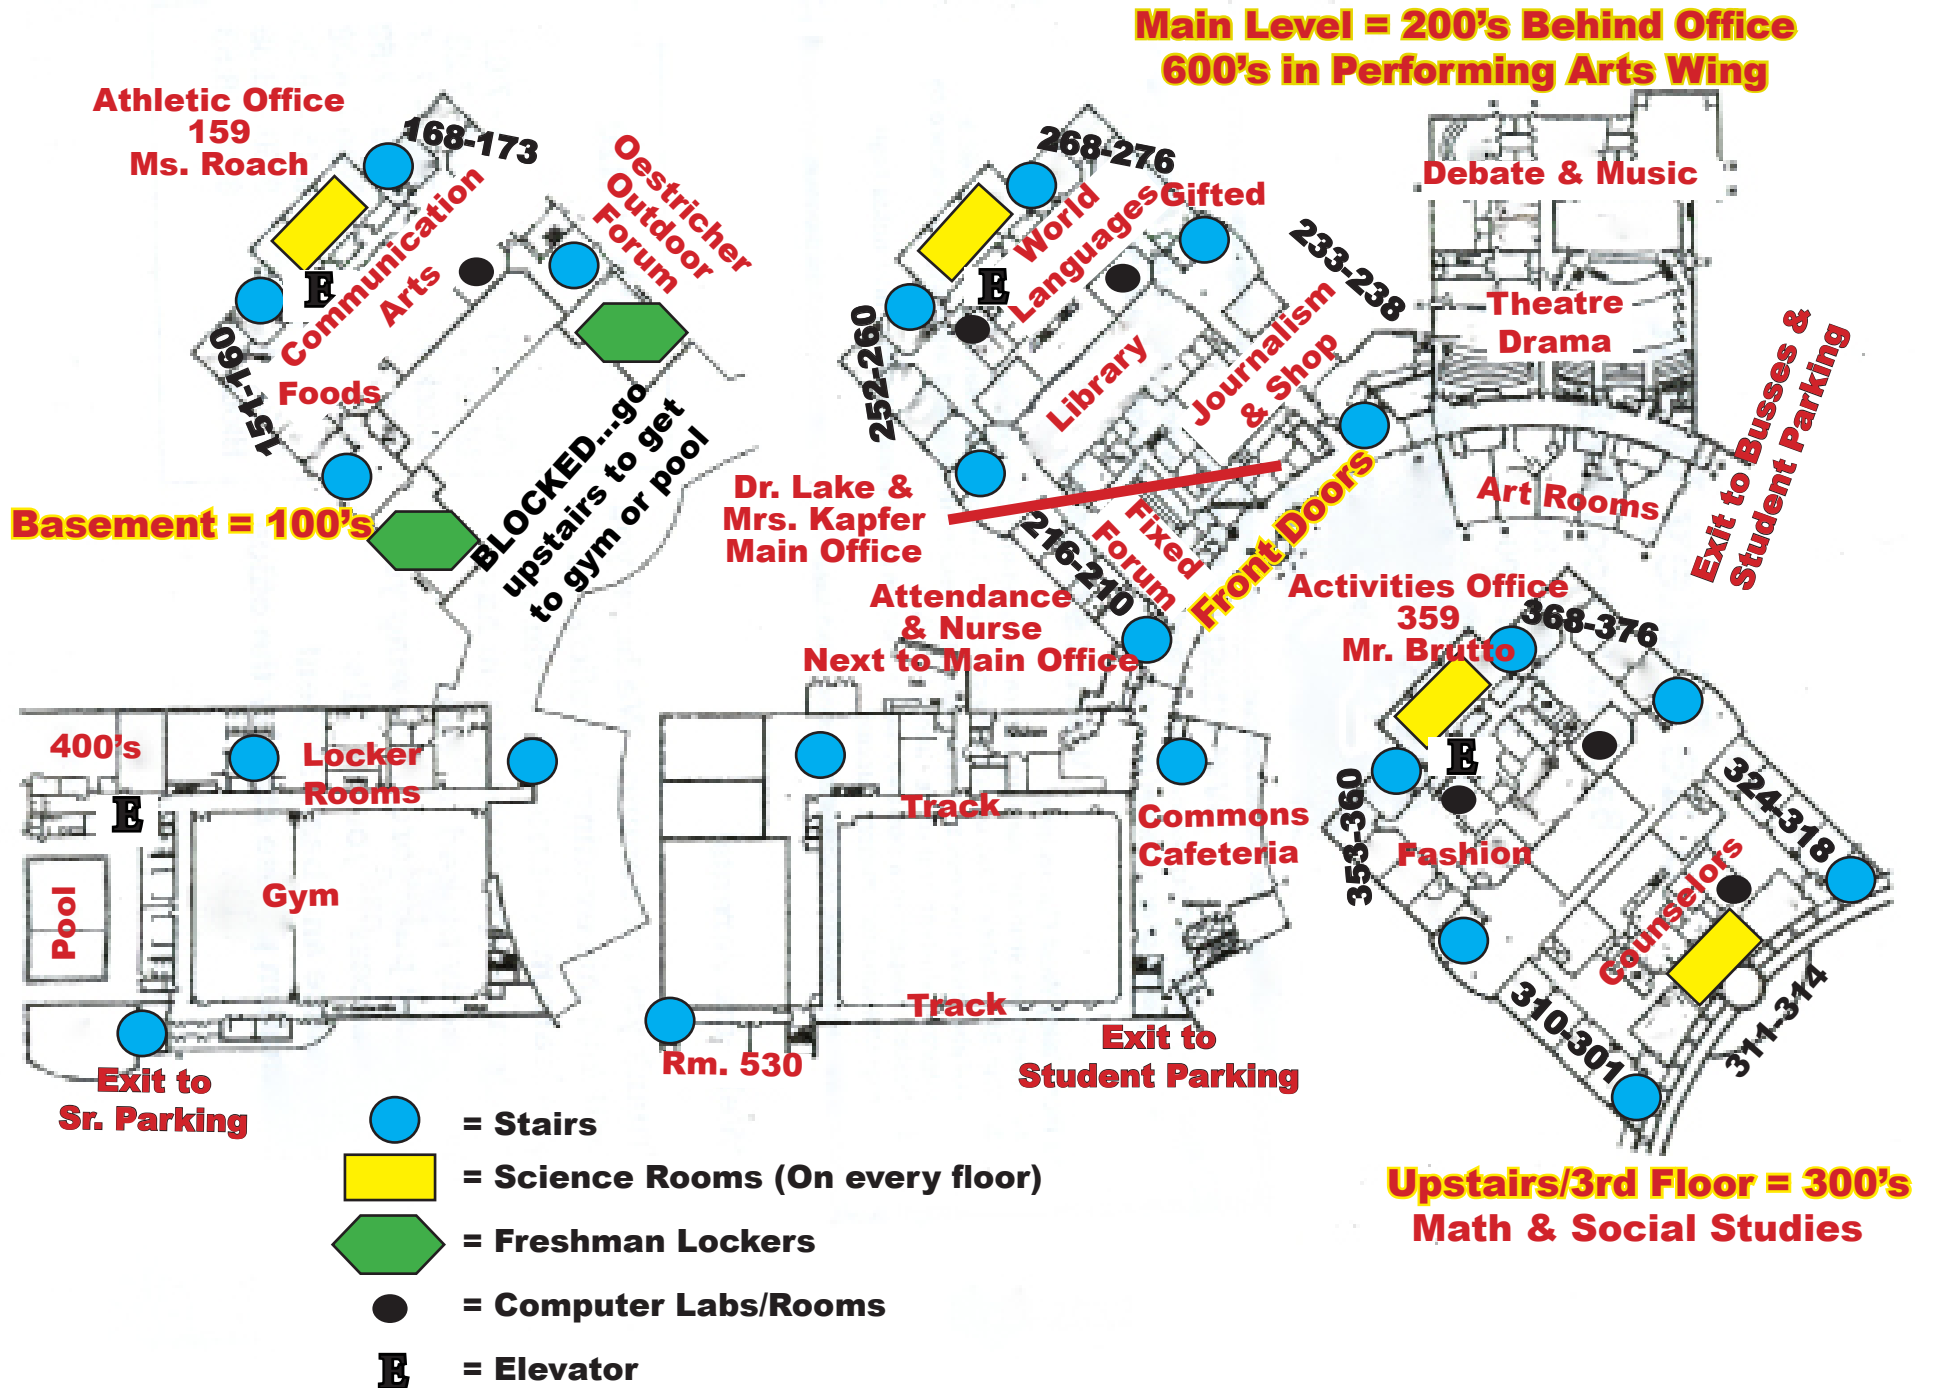 Main Level = 200's Behind Office
600's in Performing Arts Wing
Athletic Office
159
Ms. Roach
168-173
Oestricher
Outdoor
Forum
Communication
Arts
E
151-160
Foods
Basement = 100's
BLOCKED...go
upstairs to get
to gym or pool
268-276
Gifted
World
Languages
E
252-260
233-238
Library
Journalism
& Shop
Dr. Lake &
Mrs. Kapfer
Main Office
216-210
Fixed
Forum
Front Doors
Attendance
& Nurse
Next to Main Office
Debate & Music
Theatre
Drama
Art Rooms
Exit to Busses &
Student Parking
400's
Locker
Rooms
E
Pool
Gym
Exit to
Sr. Parking
Kitchen
Track
Commons
Cafeteria
Track
Rm. 530
Exit to
Student Parking
Activities Office
359
Mr. Brutto
368-376
E
353-360
Fashion
324-318
Counselors
310-301
311-314
Upstairs/3rd Floor = 300's
Math & Social Studies
= Stairs
= Science Rooms (On every floor)
= Freshman Lockers
= Computer Labs/Rooms
E = Elevator